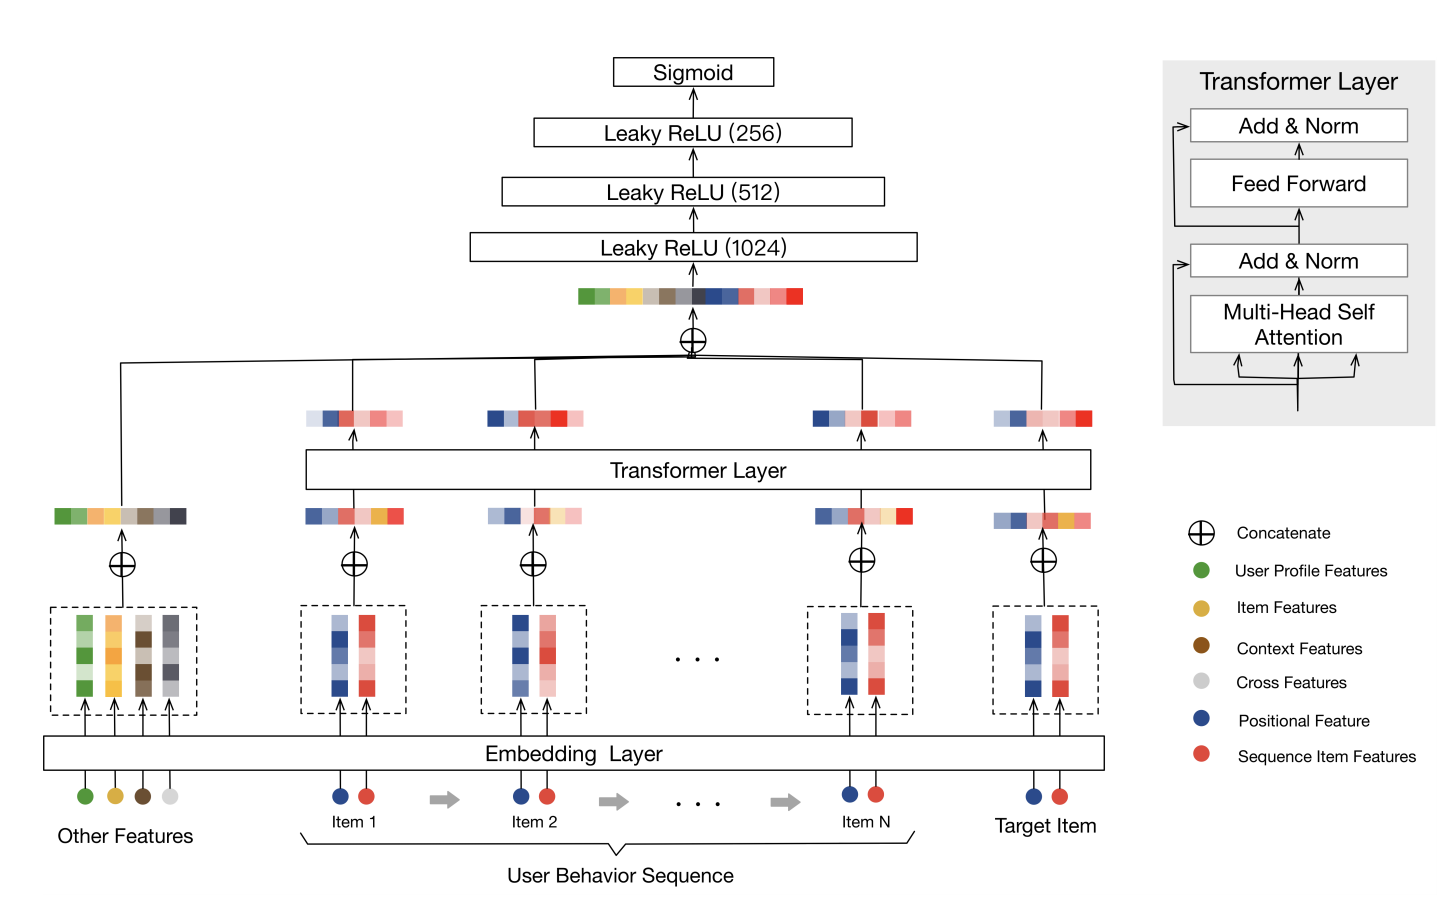 Sigmoid
Leaky ReLU (256)
Leaky ReLU (512)
Leaky ReLU (1024)
Transformer Layer
Embedding Layer
. . .
. . .
Item 1
Item 2
Item N
Other Features
Target Item
User Behavior Sequence
Transformer Layer
Add & Norm
Feed Forward
Add & Norm
Multi-Head Self
Attention
Concatenate
User Profile Features
Item Features
Context Features
Cross Features
Positional Feature
Sequence Item Features